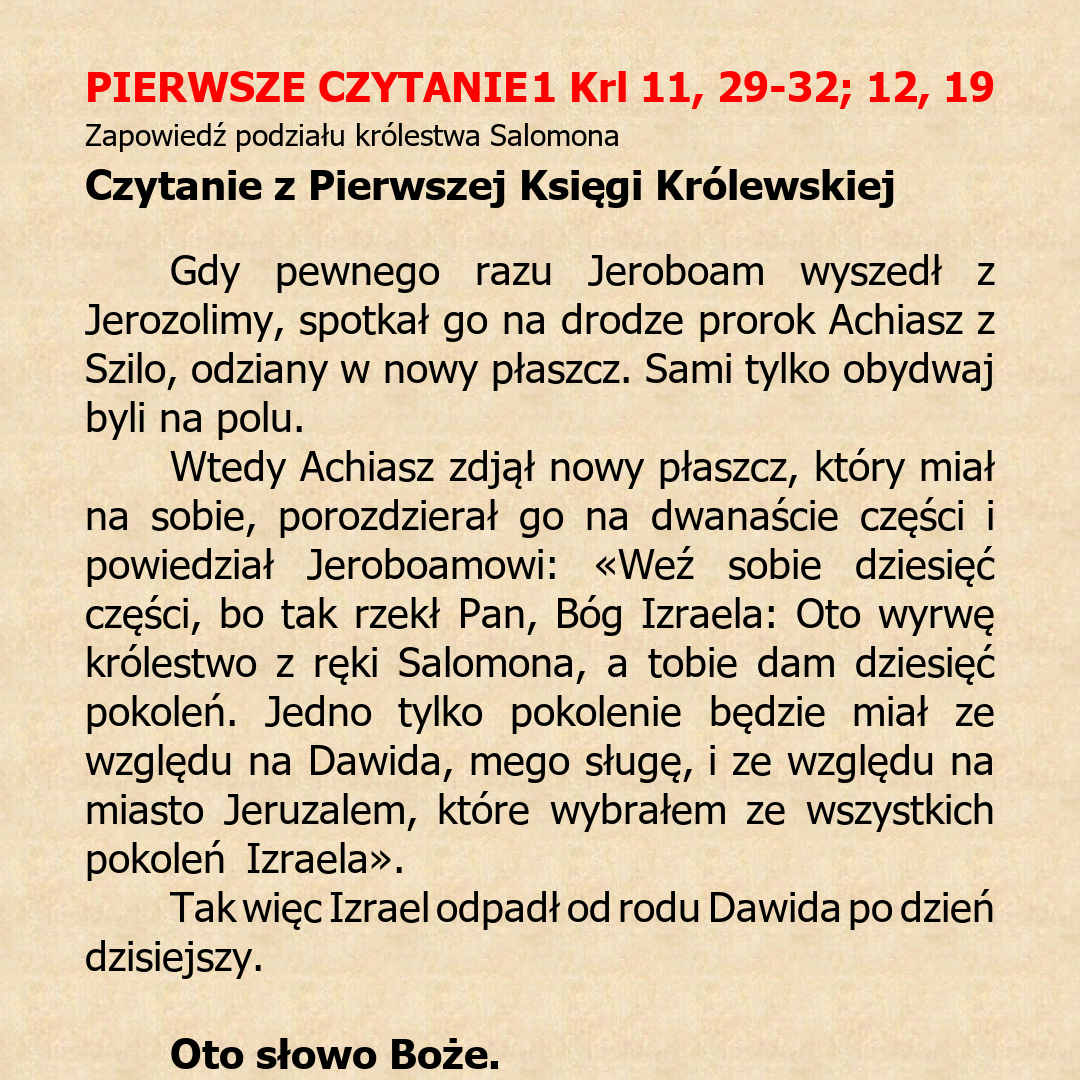 PIERWSZE CZYTANIE1 Krl 11, 29-32; 12, 19
Zapowiedź podziału królestwa Salomona
Czytanie z Pierwszej Księgi Królewskiej
Gdy pewnego razu Jeroboam wyszedł z
Jerozolimy, spotkał go na drodze prorok Achiasz z
Szilo, odziany w nowy płaszcz. Sami tylko obydwaj
byli na polu.
Wtedy Achiasz zdjął nowy płaszcz, który miał
na sobie, porozdzierał go na dwanaście części i
powiedział Jeroboamowi: «Weź sobie dziesięć
części, bo tak rzekł Pan, Bóg Izraela: Oto wyrwę
królestwo z ręki Salomona, a tobie dam dziesięć
pokoleń. Jedno tylko pokolenie będzie miał ze
względu na Dawida, mego sługę, i ze względu na
miasto Jeruzalem, które wybrałem ze wszystkich
pokoleń Izraela».
Tak więc Izrael odpadł od rodu Dawida po dzień
dzisiejszy.
Oto słowo Boże.